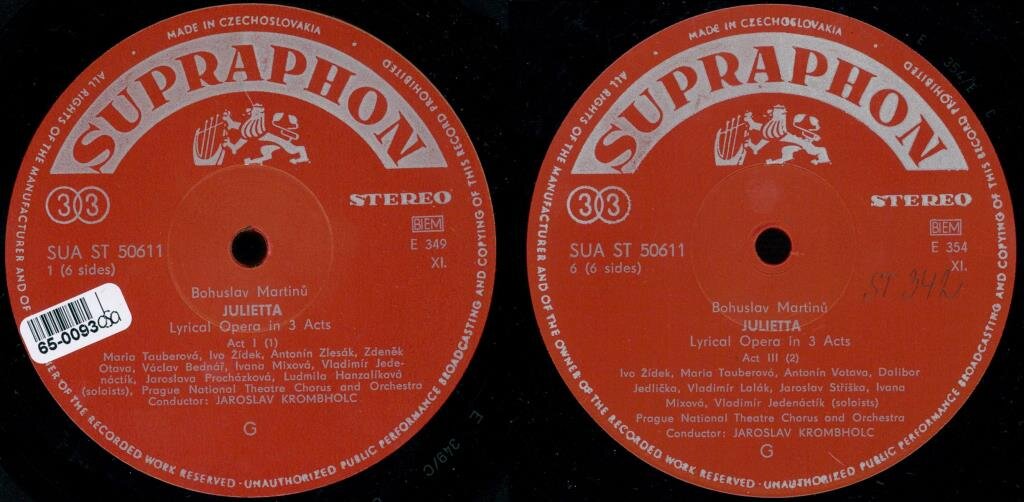 MADE IN CZECHOSLOVAKIA
ALL RIGHTS OF THE MANUFACTURER AND OF
NER OF THE RECORDED WORK RESERVED · UNAUTHORIZED PUBLIC PERFORMANCE BROADCASTING AND COPYING OF THIS RECORD PROHIBITED
SUPRAPHON
33
STEREO
BIEM
SUA ST 50611
E 349
1 (6 sides)
XI.
65-0093
Bohuslav Martinů
JULIETTA
Lyrical Opera in 3 Acts
Act I (1)
Maria Tauberová, Ivo Žídek, Antonín Zlesák, Zdeněk
Otava, Václav Bednář, Ivana Mixová, Vladimír Jede-
náctík, Jaroslava Procházková, Ludmila Hanzalíková
(soloists), Prague National Theatre Chorus and Orchestra
Conductor: JAROSLAV KROMBHOLC
G
E 349/C
MADE IN CZECHOSLOVAKIA
ALL RIGHTS OF THE MANUFACTURER AND OF THE OWNER OF THE RECORDED WORK RESERVED · UNAUTHORIZED PUBLIC PERFORMANCE BROADCASTING AND COPYING OF THIS RECORD PROHIBITED
SUPRAPHON
33
STEREO
BIEM
SUA ST 50611
E 354
6 (6 sides)
XI.
ST 342
Bohuslav Martinů
JULIETTA
Lyrical Opera in 3 Acts
Act III (2)
Ivo Žídek, Maria Tauberová, Antonín Votava, Dalibor
Jedlička, Vladimír Lalák, Jaroslav Stříška, Ivana
Mixová, Vladimír Jedenáctík (soloists)
Prague National Theatre Chorus and Orchestra
Conductor: JAROSLAV KROMBHOLC
G